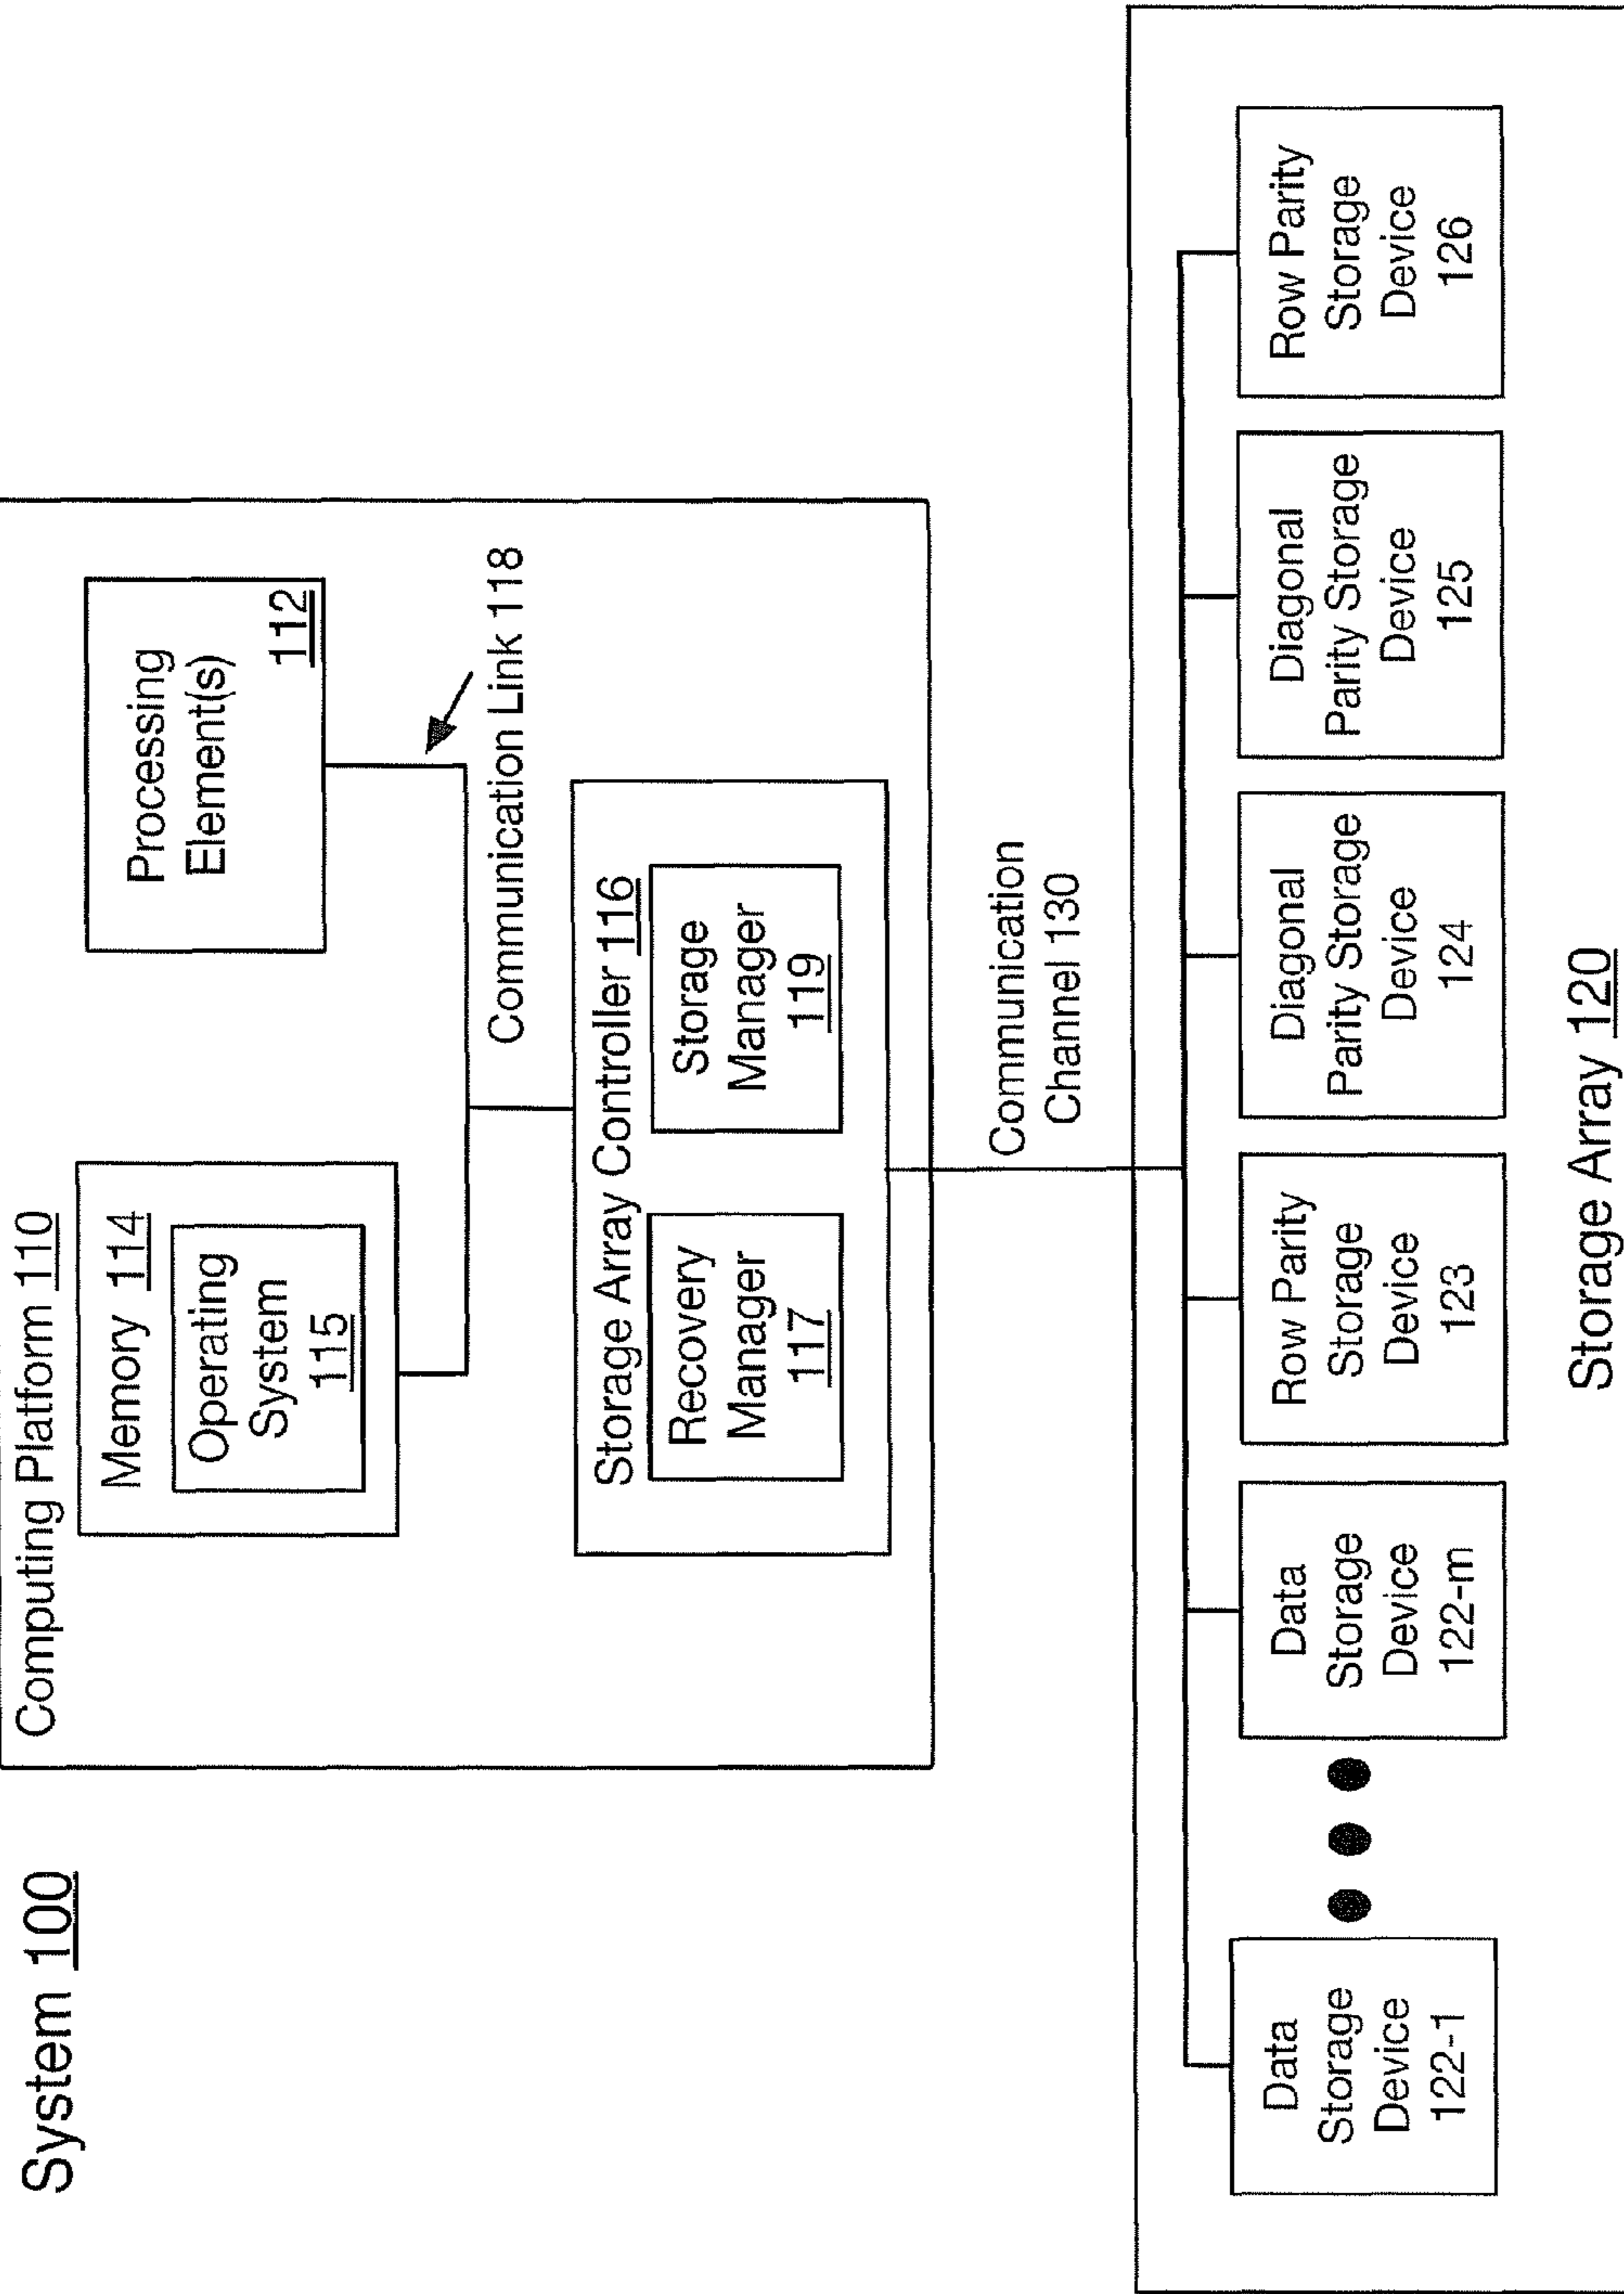 System 100
Computing Platform 110
Memory 114
Operating
System
115
Processing
Element(s)
112
Communication Link 118
Storage Array Controller 116
Recovery
Manager
117
Storage
Manager
119
Communication
Channel 130
Data
Storage
Device
122-1
Data
Storage
Device
122-m
Row Parity
Storage
Device
123
Diagonal
Parity Storage
Device
124
Diagonal
Parity Storage
Device
125
Row Parity
Storage
Device
126
Storage Array 120